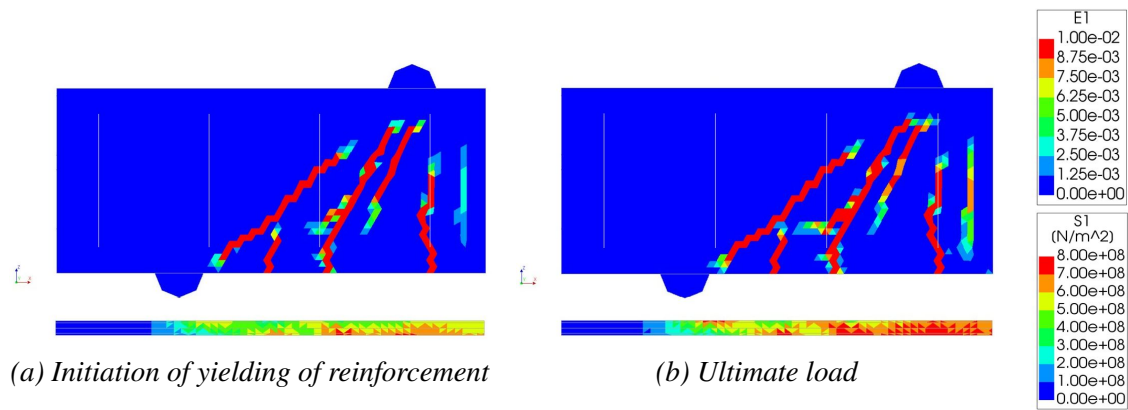 E1
1.00e-02
8.75e-03
7.50e-03
6.25e-03
5.00e-03
3.75e-03
2.50e-03
1.25e-03
0.00e+00
S1
(N/m^2)
8.00e+08
7.00e+08
6.00e+08
5.00e+08
4.00e+08
3.00e+08
2.00e+08
1.00e+08
0.00e+00
(a) Initiation of yielding of reinforcement
(b) Ultimate load